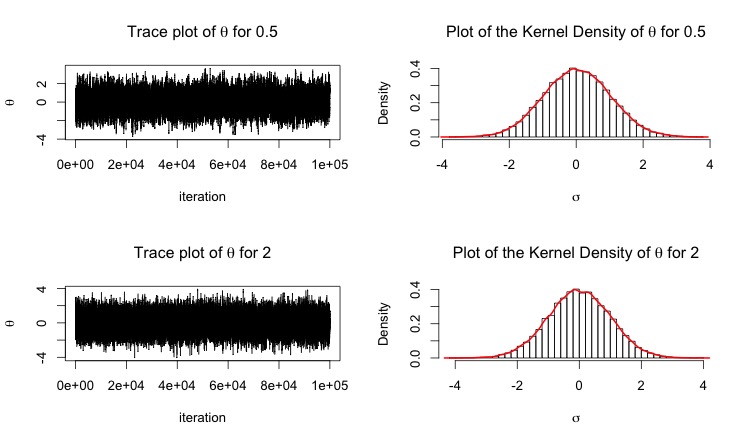 Trace plot of θ for 0.5
θ
2
0
-4
0e+00 2e+04 4e+04 6e+04 8e+04 1e+05
iteration
Plot of the Kernel Density of θ for 0.5
Density
0.4
0.2
0.0
-4 -2 0 2 4
σ
Trace plot of θ for 2
θ
4
0
-4
0e+00 2e+04 4e+04 6e+04 8e+04 1e+05
iteration
Plot of the Kernel Density of θ for 2
Density
0.4
0.2
0.0
-4 -2 0 2 4
σ